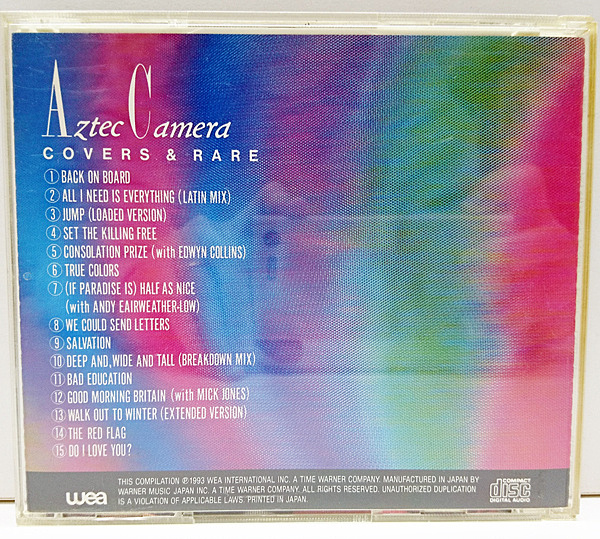 Aztec Camera
COVERS & RARE
① BACK ON BOARD
② ALL I NEED IS EVERYTHING (LATIN MIX)
③ JUMP (LOADED VERSION)
④ SET THE KILLING FREE
⑤ CONSOLATION PRIZE (with EDWYN COLLINS)
⑥ TRUE COLORS
⑦ (IF PARADISE IS) HALF AS NICE
(with ANDY EAIRWEATHER-LOW)
⑧ WE COULD SEND LETTERS
⑨ SALVATION
⑩ DEEP AND, WIDE AND TALL (BREAKDOWN MIX)
⑪ BAD EDUCATION
⑫ GOOD MORNING BRITAIN (with MICK JONES)
⑬ WALK OUT TO WINTER (EXTENDED VERSION)
⑭ THE RED FLAG
⑮ DO I LOVE YOU?
wea
THIS COMPILATION ℗1993 WEA INTERNATIONAL INC. A TIME WARNER COMPANY. MANUFACTURED IN JAPAN BY
WARNER MUSIC JAPAN INC. A TIME WARNER COMPANY. ALL RIGHTS RESERVED. UNAUTHORIZED DUPLICATION
IS A VIOLATION OF APPLICABLE LAWS. PRINTED IN JAPAN.
COMPACT
disc
DIGITAL AUDIO